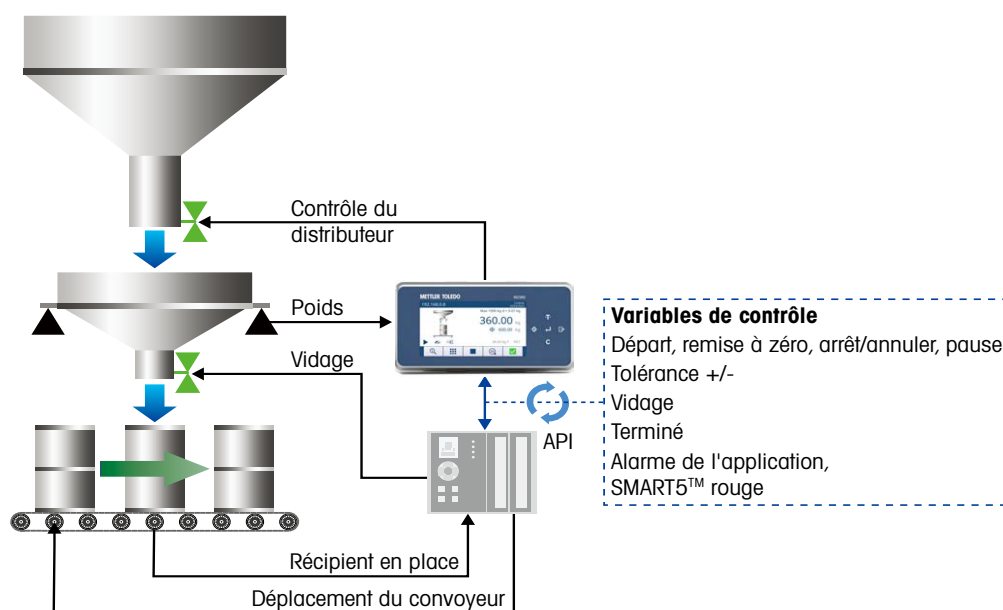 Contrôle du
distributeur
Poids
METTLER TOLEDO
360.00 kg
Vidage
API
Variables de contrôle
Départ, remise à zéro, arrêt/annuler, pause
Tolérance +/-
Vidage
Terminé
Alarme de l'application,
SMART5™ rouge
T
C
Récipient en place
Déplacement du convoyeur